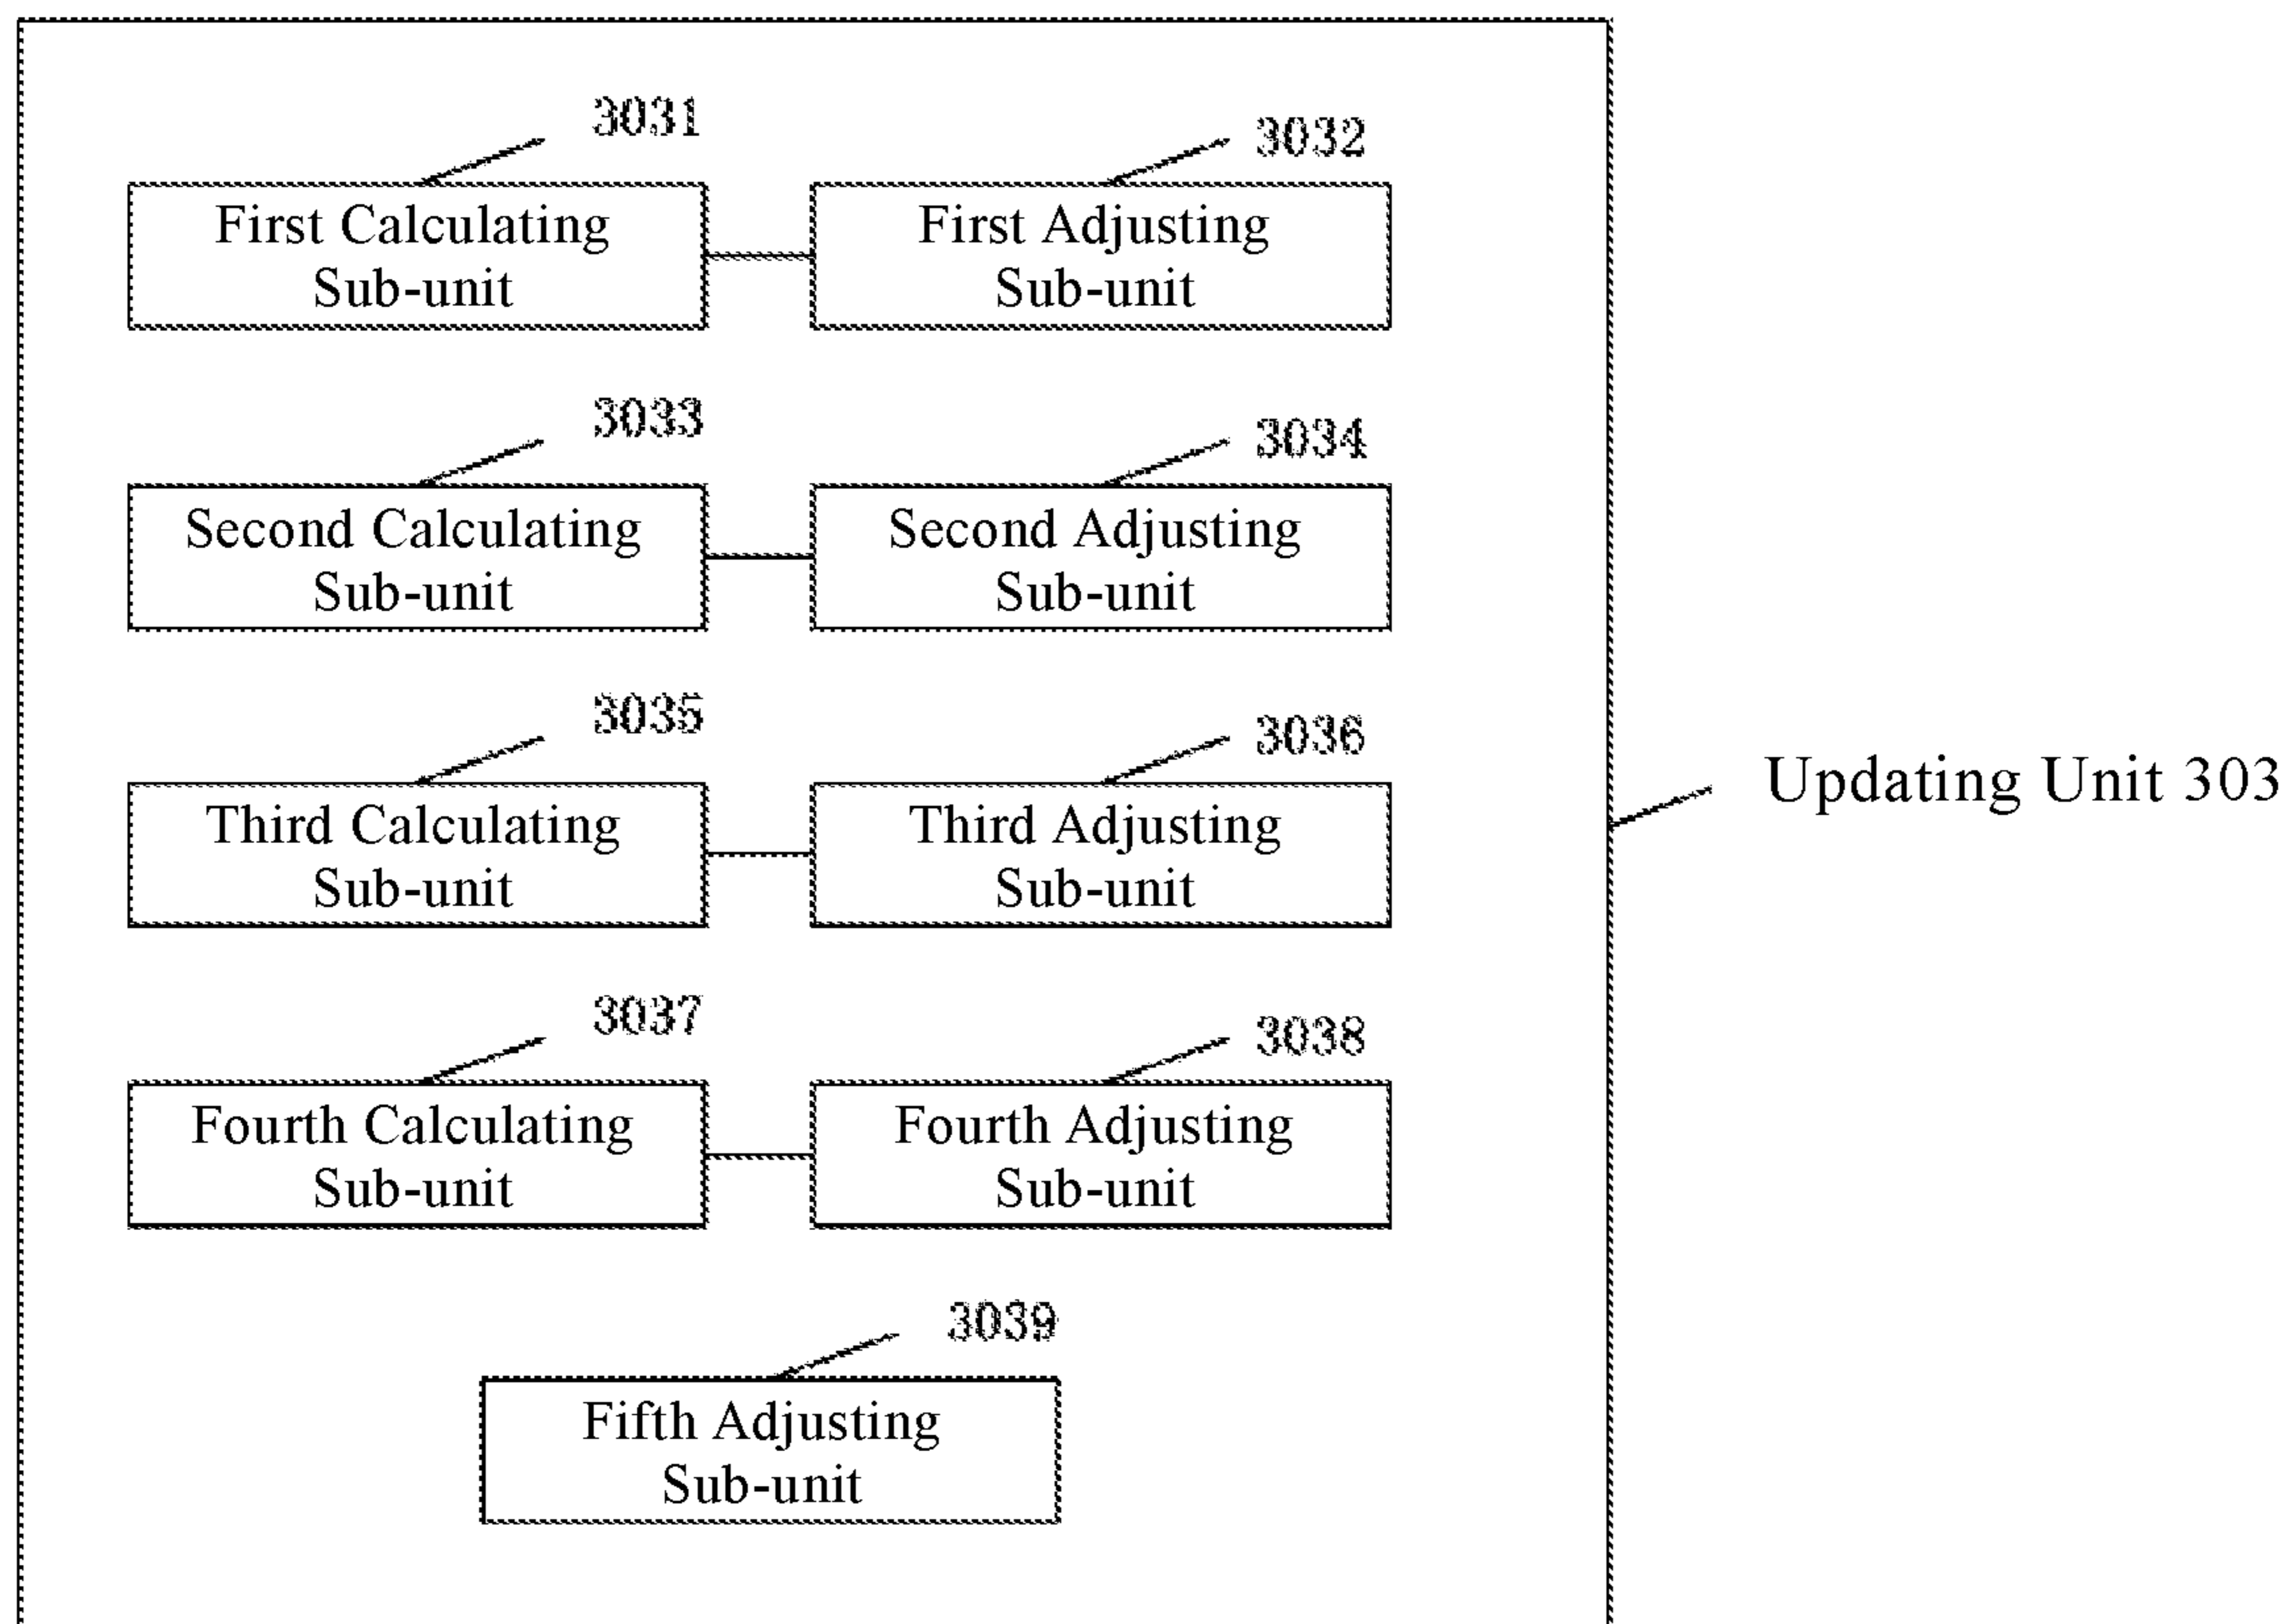 3031
3032
First Calculating
Sub-unit
First Adjusting
Sub-unit
3033
3034
Second Calculating
Sub-unit
Second Adjusting
Sub-unit
3035
3036
Third Calculating
Sub-unit
Third Adjusting
Sub-unit
Updating Unit 303
3037
3038
Fourth Calculating
Sub-unit
Fourth Adjusting
Sub-unit
3039
Fifth Adjusting
Sub-unit